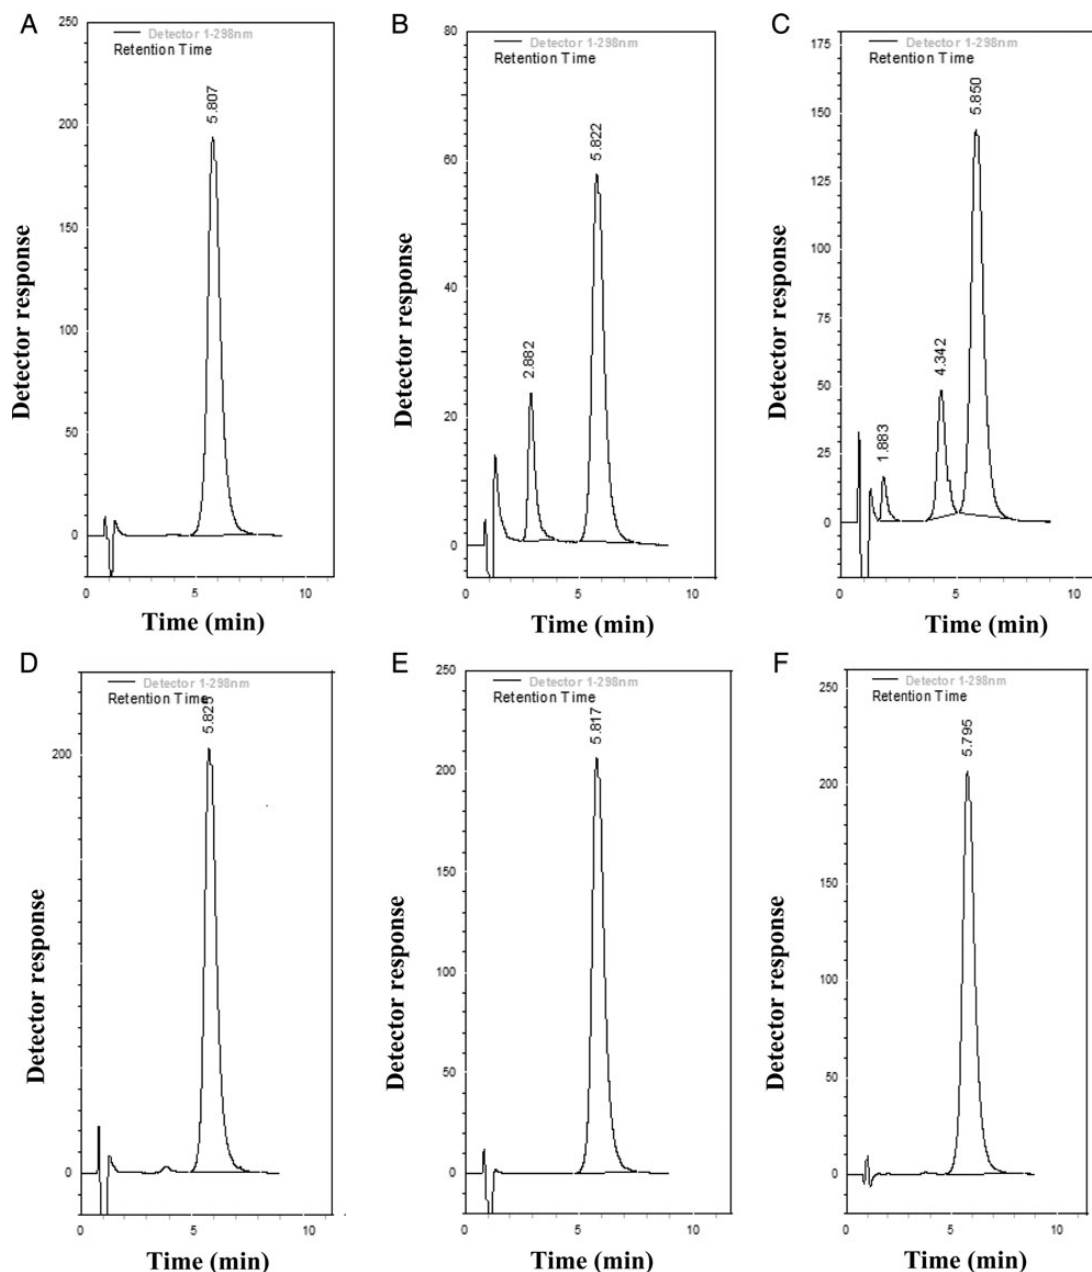 A
250
Detector 1-298nm
Retention Time
5.807
200
150
100
50
0
0
5
10
Detector response
Time (min)
B
80
Detector 1-298nm
Retention Time
5.822
60
40
2.882
20
0
0
5
10
Detector response
Time (min)
C
175
Detector 1-298nm
Retention Time
5.850
150
125
100
75
4.342
50
1.883
25
0
0
5
10
Detector response
Time (min)
D
Detector 1-298nm
Retention Time
5.825
200
0
0
5
10
Detector response
Time (min)
E
250
Detector 1-298nm
Retention Time
5.817
200
150
100
50
0
0
5
10
Detector response
Time (min)
F
250
Detector 1-298nm
Retention Time
5.795
200
150
100
50
0
-20
0
5
10
Detector response
Time (min)